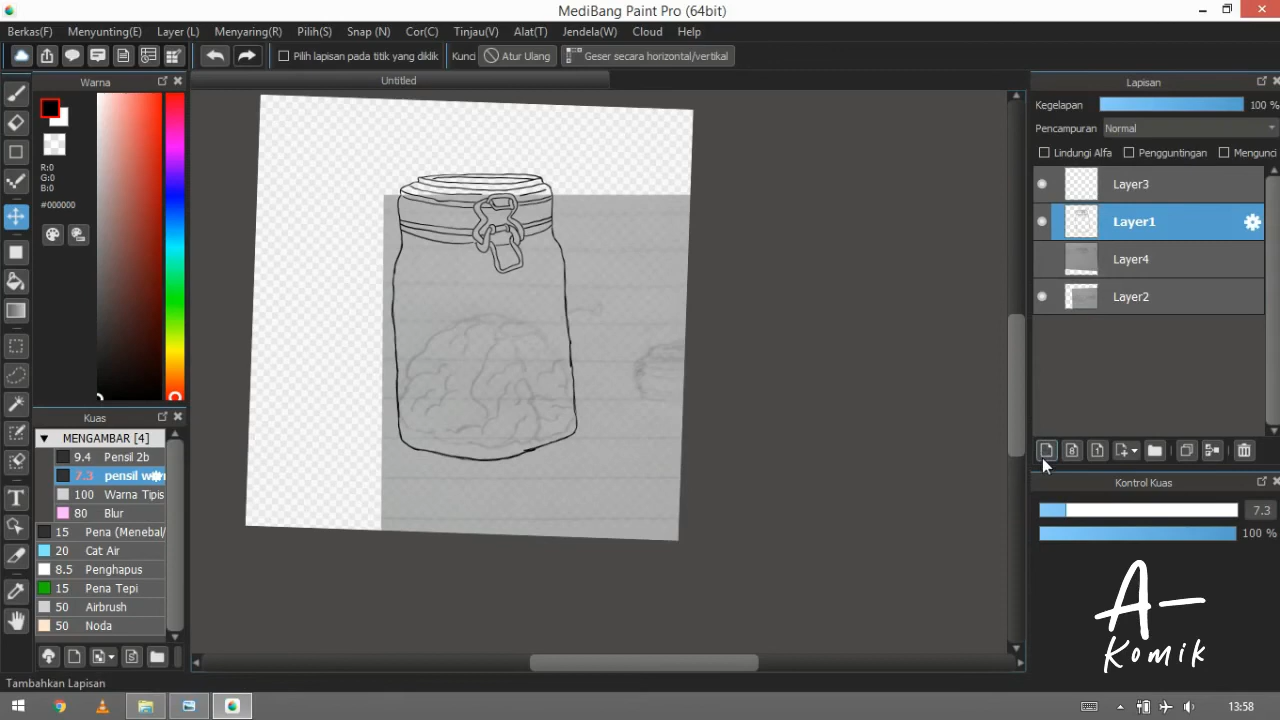 MediBang Paint Pro (64bit)
Berkas(F) Menyunting(E) Layer (L) Menyaring(R) Pilih(S) Snap (N) Cor(C) Tinjau(V) Alat(T) Jendela(W) Cloud Help
Pilih lapisan pada titik yang diklik Kunci Atur Ulang Geser secara horizontal/vertikal
Warna
Untitled
Lapisan
R:0
G:0
B:0
#000000
Kegelapan 100 %
Pencampuran Normal
Lindungi Alfa Pengguntingan Mengunci
Layer3
Layer1
Layer4
Layer2
Kuas
MENGAMBAR [4]
9.4 Pensil 2b
7.3 pensil
100 Warna Tipis
80 Blur
15 Pena (Menebal/
20 Cat Air
8.5 Penghapus
15 Pena Tepi
50 Airbrush
50 Noda
Kontrol Kuas
7.3
100 %
A-
Komik
Tambahkan Lapisan
13:58